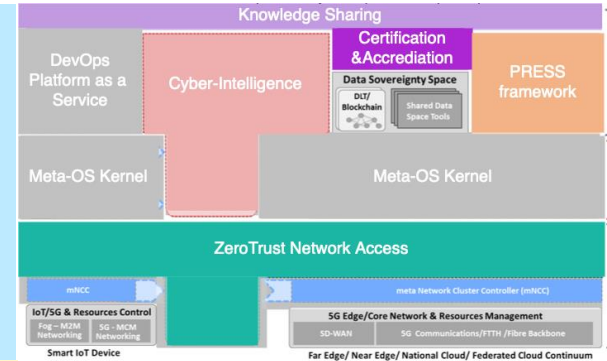 Knowledge Sharing
DevOps
Platform as a
Service
Cyber-Intelligence
Certification
&Accrediation
Data Sovereignty Space
DLT/
Blockchain
Shared Data
Space Tools
PRESS
framework
Meta-OS Kernel
Meta-OS Kernel
ZeroTrust Network Access
mNCC
meta Network Cluster Controller (mNCC)
IoT/5G & Resources Control
Fog – M2M
Networking
5G - MCM
Networking
5G Edge/Core Network & Resources Management
SD-WAN
5G Communications/FTTH /Fibre Backbone
Smart IoT Device
Far Edge/ Near Edge/ National Cloud/ Federated Cloud Continuum